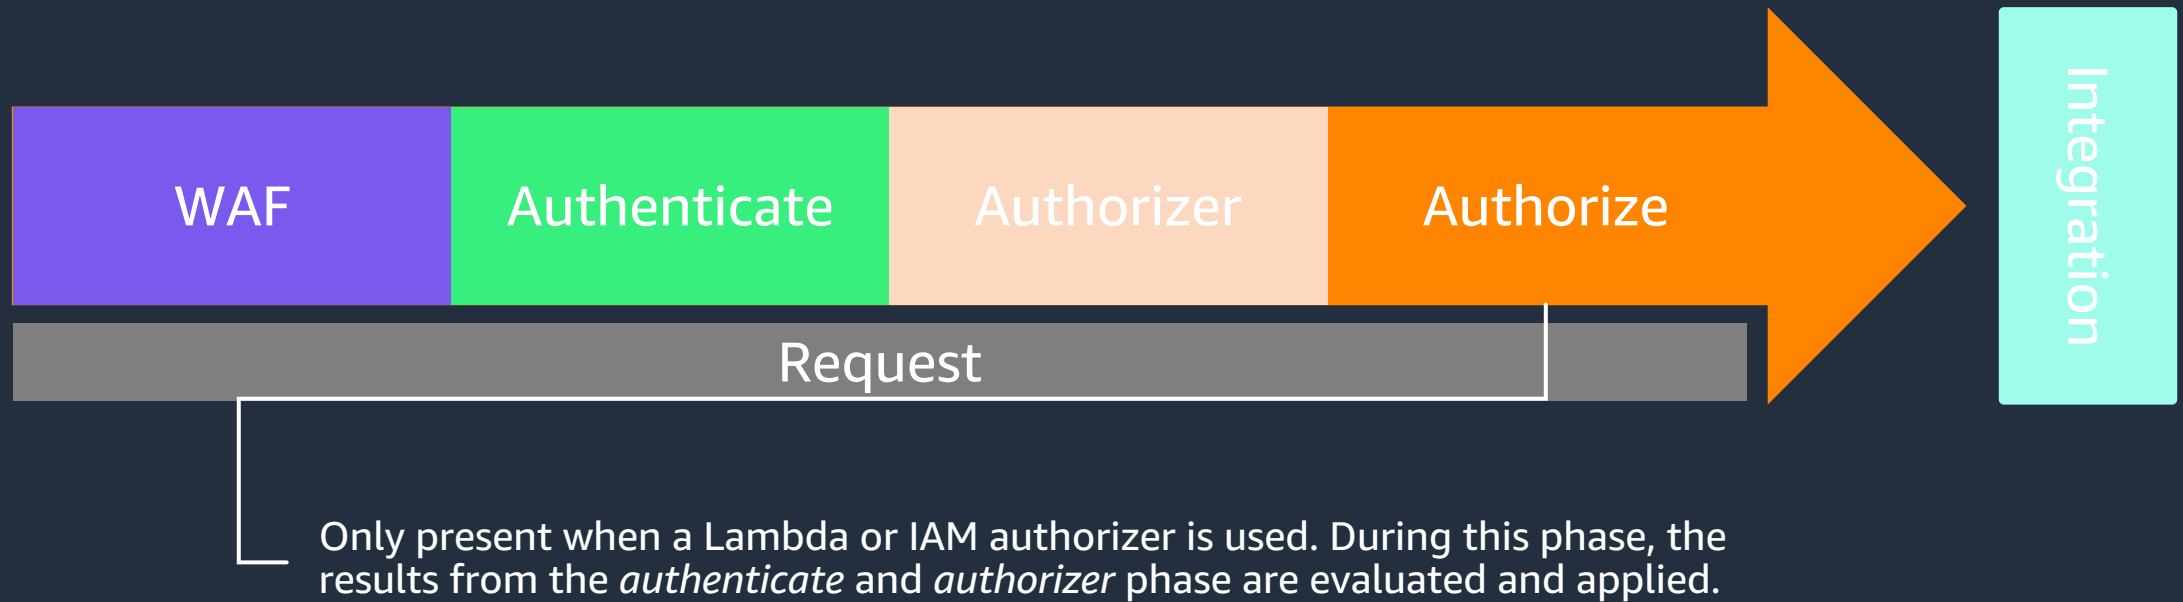 WAF
Authenticate
Authorizer
Authorize
Integration
Request
Only present when a Lambda or IAM authorizer is used. During this phase, the
results from the authenticate and authorizer phase are evaluated and applied.